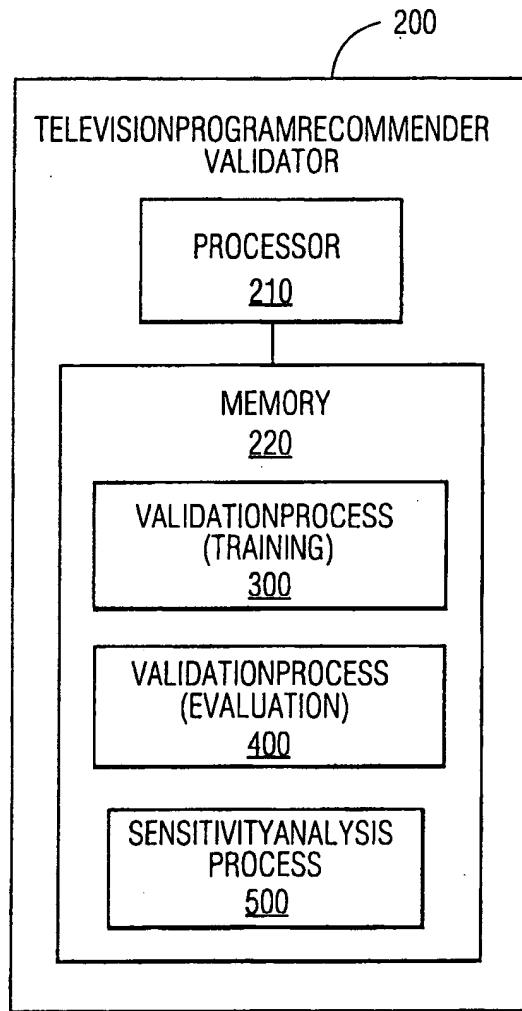 200
TELEVISIONPROGRAMRECOMMENDER
VALIDATOR
PROCESSOR
210
MEMORY
220
VALIDATIONPROCESS
(TRAINING)
300
VALIDATIONPROCESS
(EVALUATION)
400
SENSITIVITYANALYSIS
PROCESS
500